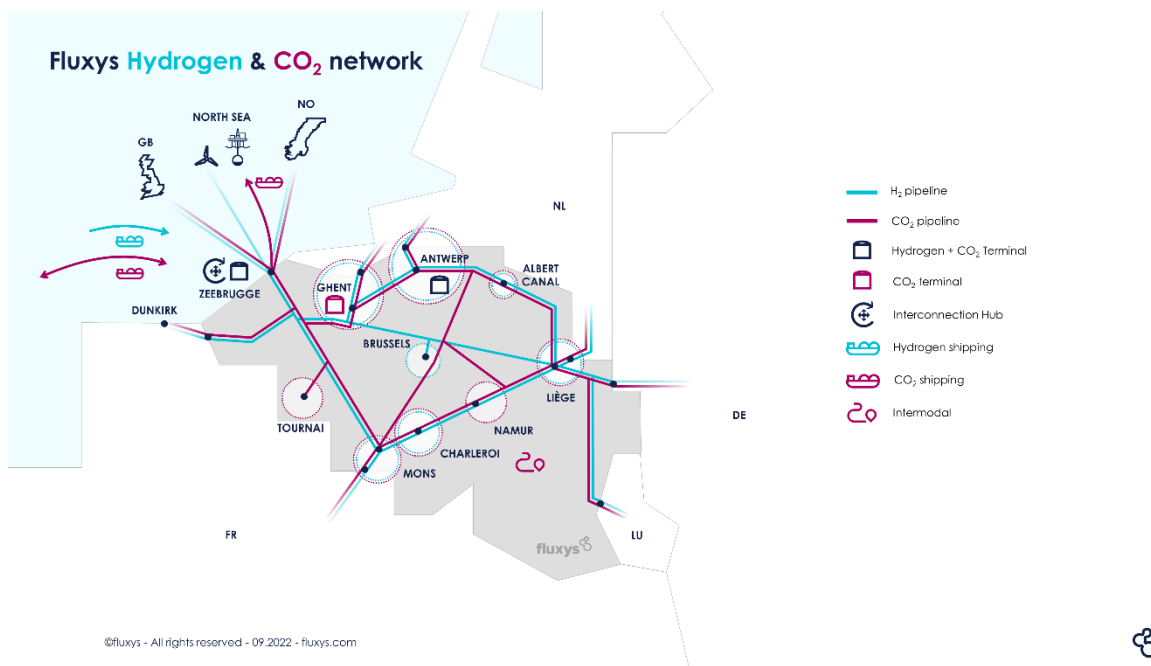 Fluxys Hydrogen & CO₂ network
NO
NORTH SEA
GB
NL
ANTWERP
ALBERT
CANAL
GHENT
ZEEBRUGGE
DUNKIRK
BRUSSELS
LIÈGE
DE
TOURNAI
NAMUR
CHARLEROI
MONS
FR
LU
fluxys
H₂ pipeline
CO₂ pipeline
Hydrogen + CO₂ Terminal
CO₂ terminal
Interconnection Hub
Hydrogen shipping
CO₂ shipping
Intermodal
©fluxys - All rights reserved - 09.2022 - fluxys.com